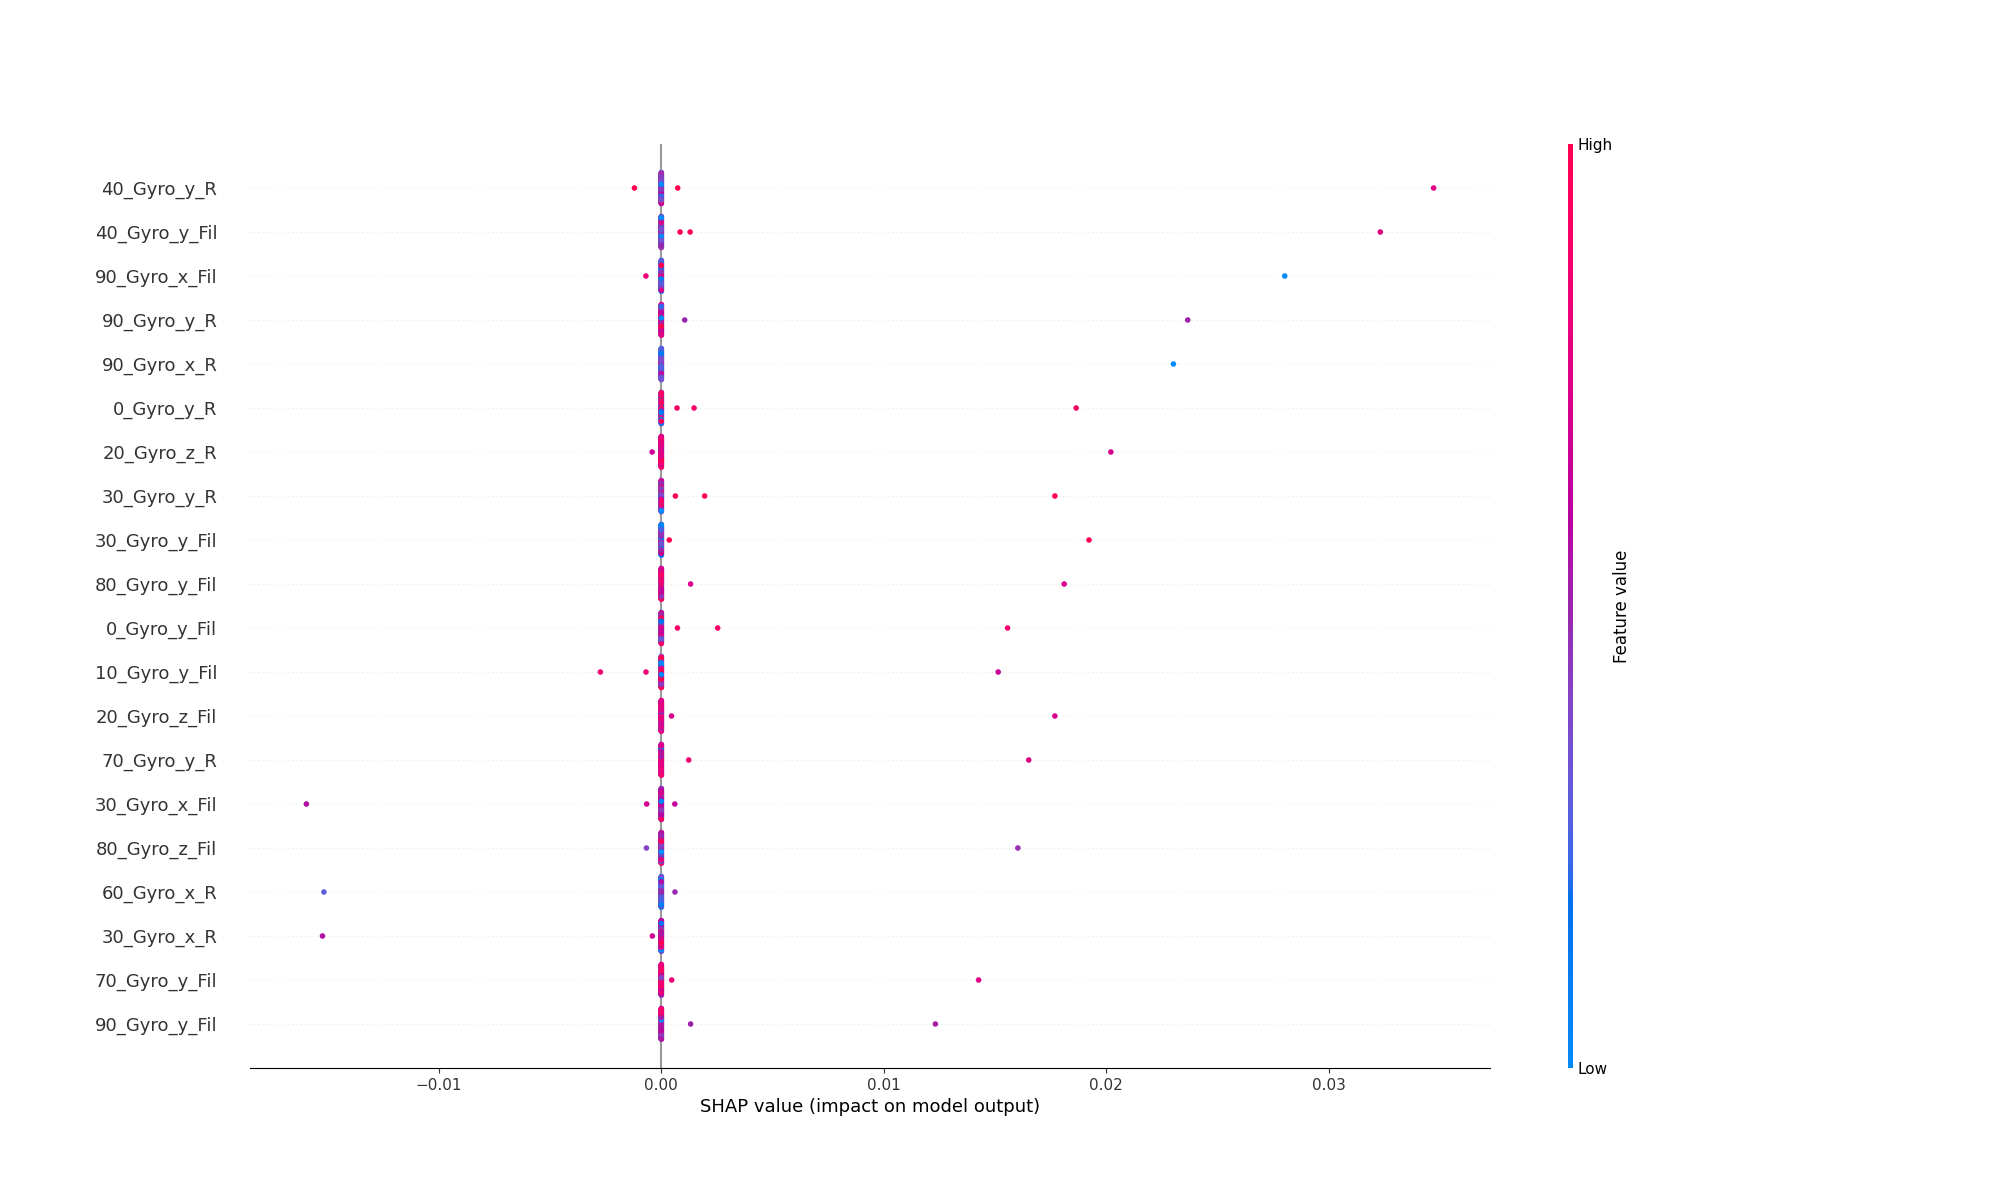 High
40_Gyro_y_R
40_Gyro_y_Fil
90_Gyro_x_Fil
90_Gyro_y_R
90_Gyro_x_R
0_Gyro_y_R
20_Gyro_z_R
30_Gyro_y_R
30_Gyro_y_Fil
80_Gyro_y_Fil
0_Gyro_y_Fil
10_Gyro_y_Fil
20_Gyro_z_Fil
70_Gyro_y_R
30_Gyro_x_Fil
80_Gyro_z_Fil
60_Gyro_x_R
30_Gyro_x_R
70_Gyro_y_Fil
90_Gyro_y_Fil
Feature value
Low
−0.01 0.00 0.01 0.02 0.03
SHAP value (impact on model output)